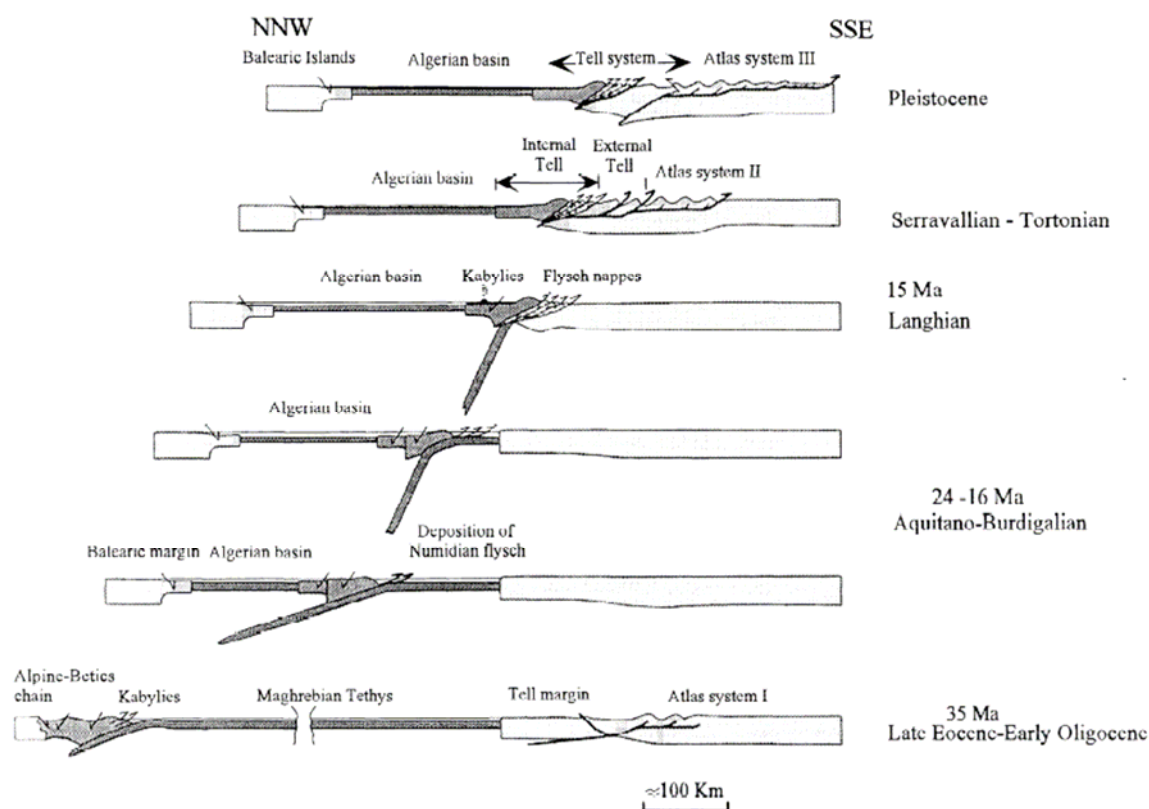 NNW SSE
Balearic Islands Algerian basin Tell system Atlas system III
Pleistocene
Internal External
Tell Tell
Algerian basin Atlas system II
Serravallian - Tortonian
Algerian basin Kabylies Flysch nappes
15 Ma
Langhian
Algerian basin
24 -16 Ma
Aquitano-Burdigalian
Deposition of
Balearic margin Algerian basin Numidian flysch
Alpine-Betics
chain Kabylies Maghrebian Tethys Tell margin Atlas system I
35 Ma
Late Eocene-Early Oligocene
≈100 Km